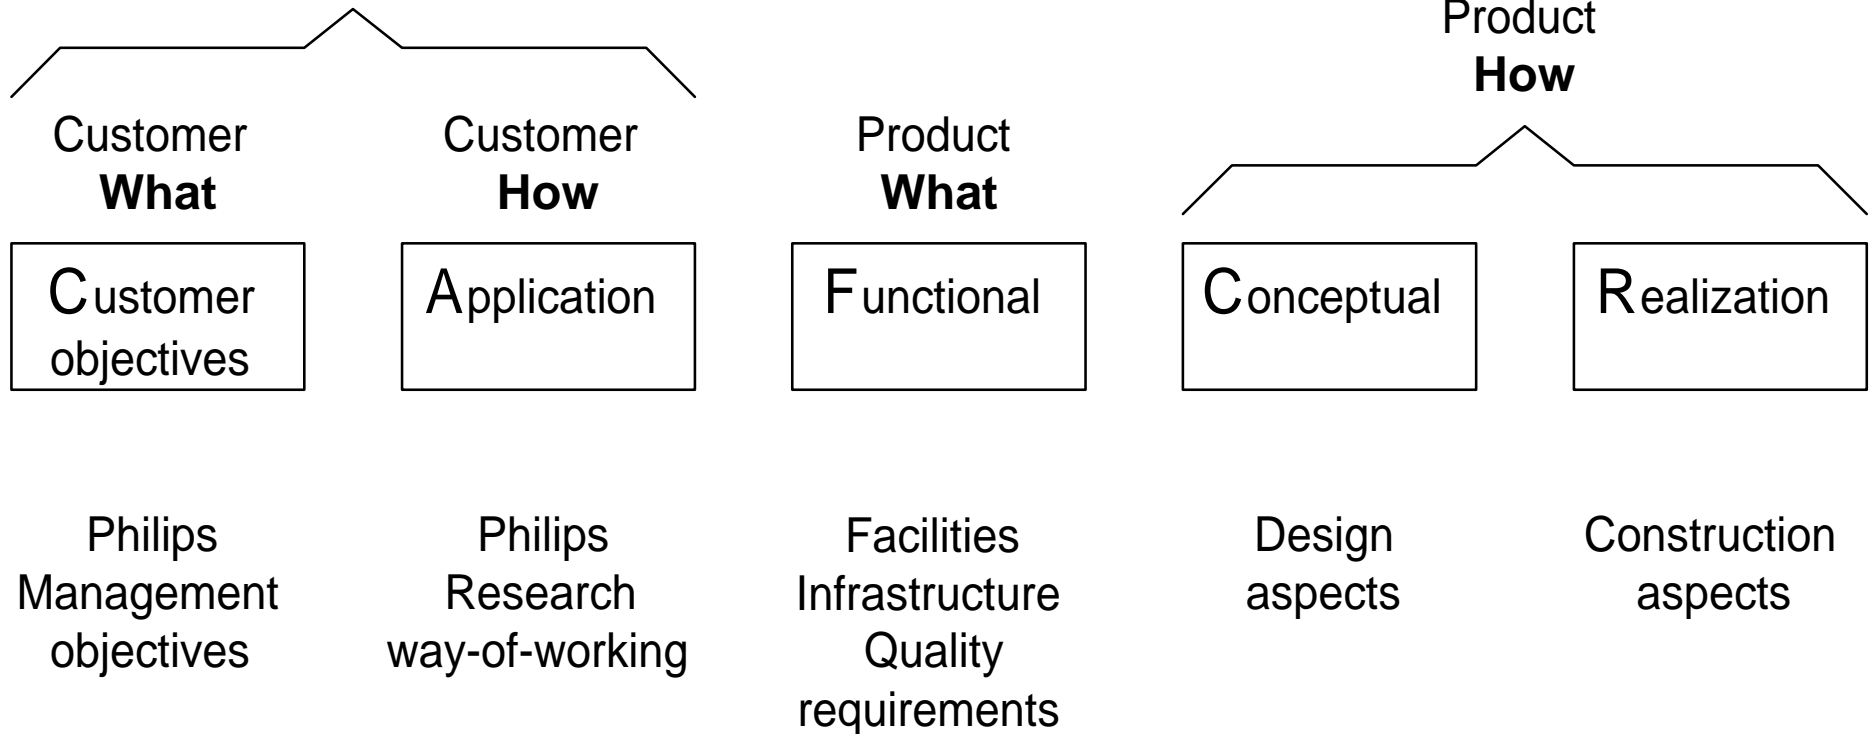 Product
How
Customer
What
Customer
How
Product
What
Customer
objectives
Application
Functional
Conceptual
Realization
Philips
Management
objectives
Philips
Research
way-of-working
Facilities
Infrastructure
Quality
requirements
Design
aspects
Construction
aspects